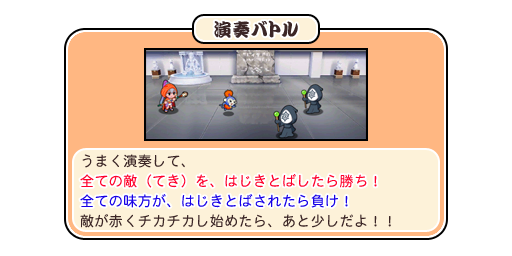 演奏バトル
うまく演奏して、
全ての敵（てき）を、はじきとばしたら勝ち！
全ての味方が、はじきとばされたら負け！
敵が赤くチカチカし始めたら、あと少しだよ！！